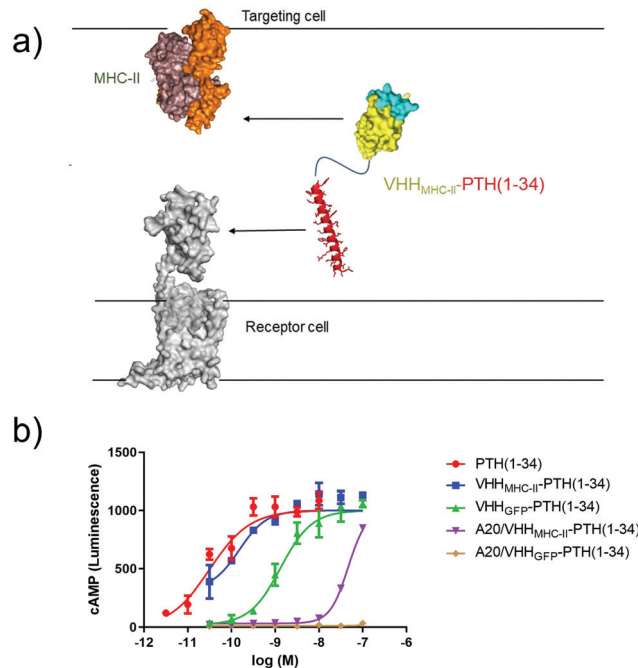 a)
Targeting cell
MHC-II
VHHMHC-II-PTH(1-34)
Receptor cell
b)
1500
1000
500
0
-12 -11 -10 -9 -8 -7 -6
cAMP (Luminescence)
log (M)
PTH(1-34)
VHHMHC-II-PTH(1-34)
VHHGFP-PTH(1-34)
A20/VHHMHC-II-PTH(1-34)
A20/VHHGFP-PTH(1-34)